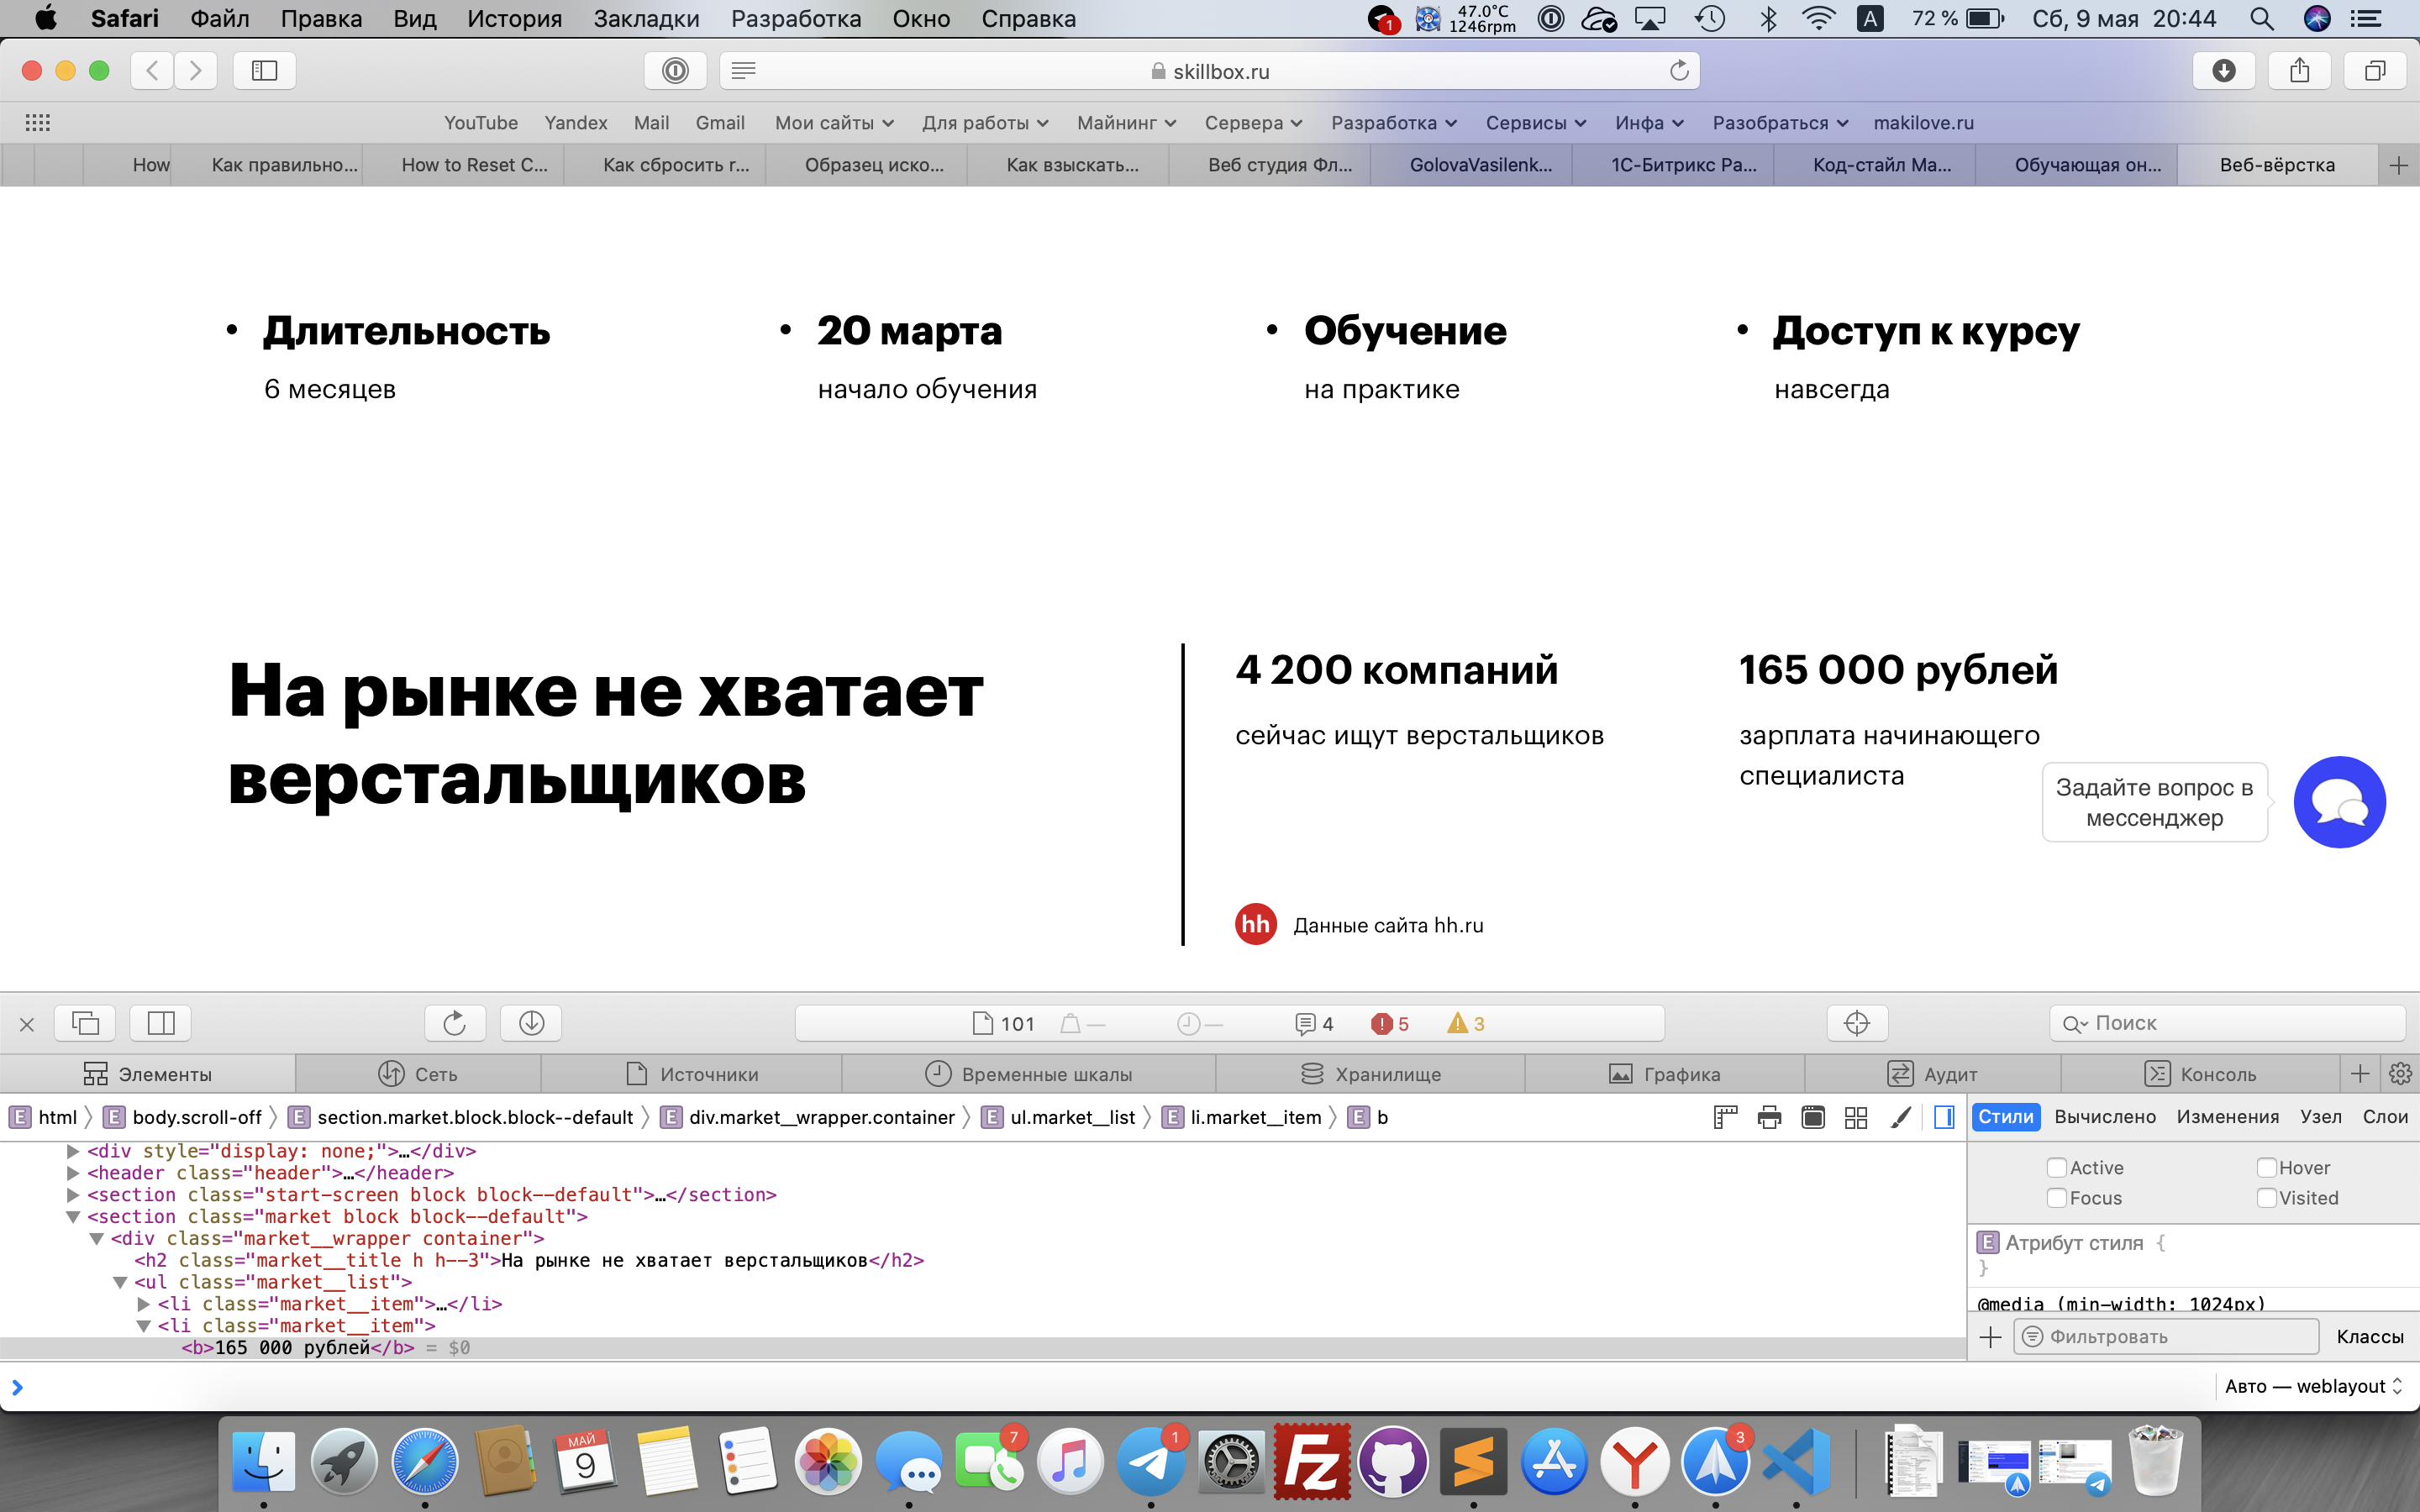 Safari Файл Правка Вид История Закладки Разработка Окно Справка 1 47.0°C 1246rpm A 72 % Сб, 9 мая 20:44
skillbox.ru
YouTube Yandex Mail Gmail Мои сайты Для работы Майнинг Сервера Разработка Сервисы Инфа Разобраться makilove.ru
How Как правильно... How to Reset C... Как сбросить r... Образец иско... Как взыскать... Веб студия Фл... GolovaVasilenk... 1С-Битрикс Ра... Код-стайл Ма... Обучающая он... Веб-вёрстка
• Длительность
6 месяцев
• 20 марта
начало обучения
• Обучение
на практике
• Доступ к курсу
навсегда
На рынке не хватает
верстальщиков
4 200 компаний
сейчас ищут верстальщиков
165 000 рублей
зарплата начинающего
специалиста
hh Данные сайта hh.ru
Задайте вопрос в
мессенджер
101 — — 4 5 3 Поиск
Элементы Сеть Источники Временные шкалы Хранилище Графика Аудит Консоль
E html E body.scroll-off E section.market.block.block--default E div.market__wrapper.container E ul.market__list E li.market__item E b
Стили Вычислено Изменения Узел Слои
<div style="display: none;">…</div>
<header class="header">…</header>
<section class="start-screen block block--default">…</section>
<section class="market block block--default">
<div class="market__wrapper container">
<h2 class="market__title h h--3">На рынке не хватает верстальщиков</h2>
<ul class="market__list">
<li class="market__item">…</li>
<li class="market__item">
<b>165 000 рублей</b> = $0
Active Hover
Focus Visited
E Атрибут стиля {
}
@media (min-width: 1024px)
Фильтровать Классы
Авто — weblayout
МАЙ
9
7
1
Fz
3